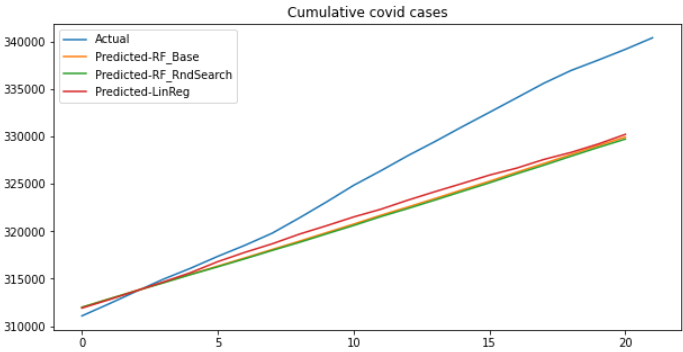 Cumulative covid cases
Actual
Predicted-RF_Base
Predicted-RF_RndSearch
Predicted-LinReg
340000
335000
330000
325000
320000
315000
310000
0 5 10 15 20